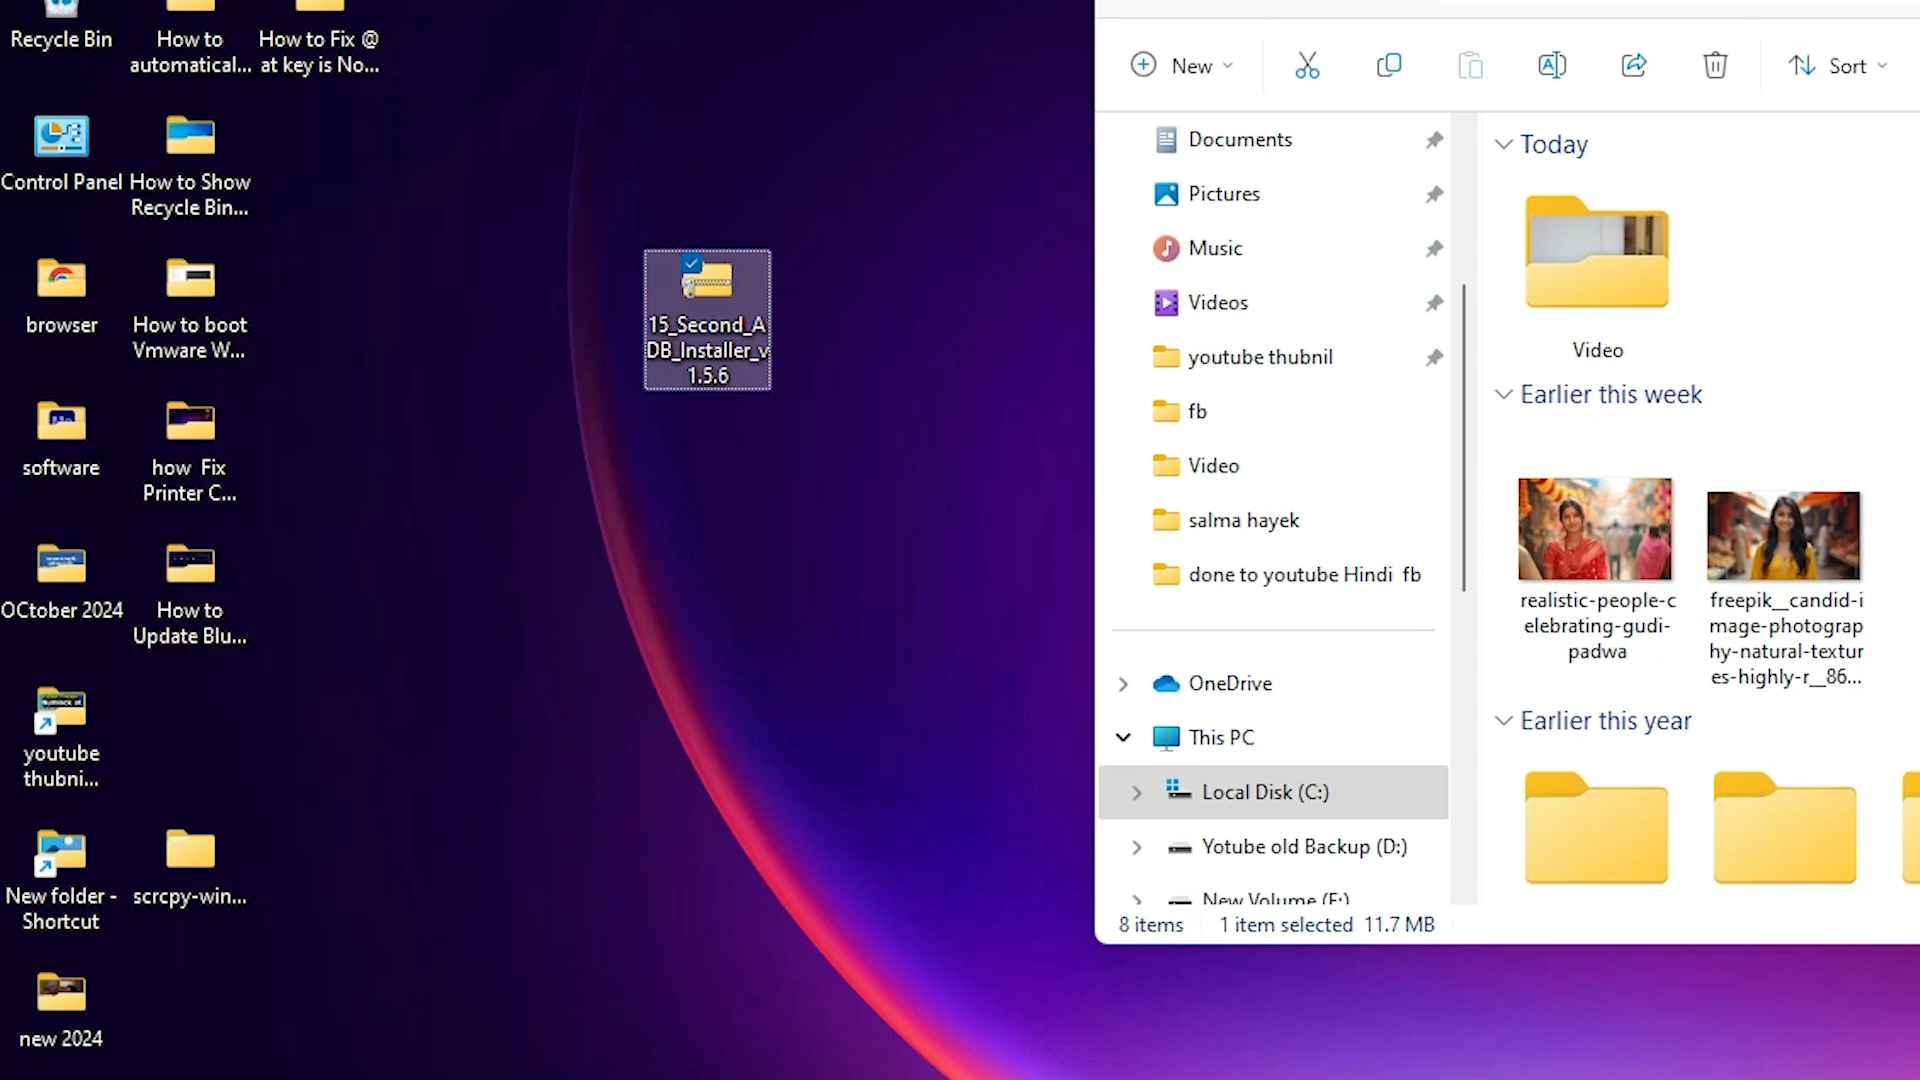 Recycle Bin
How to
automatical...
How to Fix @
at key is No...
Control Panel
How to Show
Recycle Bin...
browser
How to boot
Vmware W...
software
how  Fix
Printer C...
OCtober 2024
How to
Update Blu...
youtube
thubni...
New folder -
Shortcut
scrcpy-win...
new 2024
15_Second_A
DB_Installer_v
1.5.6
New
Sort
Documents
Pictures
Music
Videos
youtube thubnil
fb
Video
salma hayek
done to youtube Hindi  fb
OneDrive
This PC
Local Disk (C:)
Yotube old Backup (D:)
New Volume (E:)
8 items
1 item selected  11.7 MB
Today
Video
Earlier this week
realistic-people-c
elebrating-gudi-
padwa
freepik__candid-i
mage-photograp
hy-natural-textur
es-highly-r__86...
Earlier this year